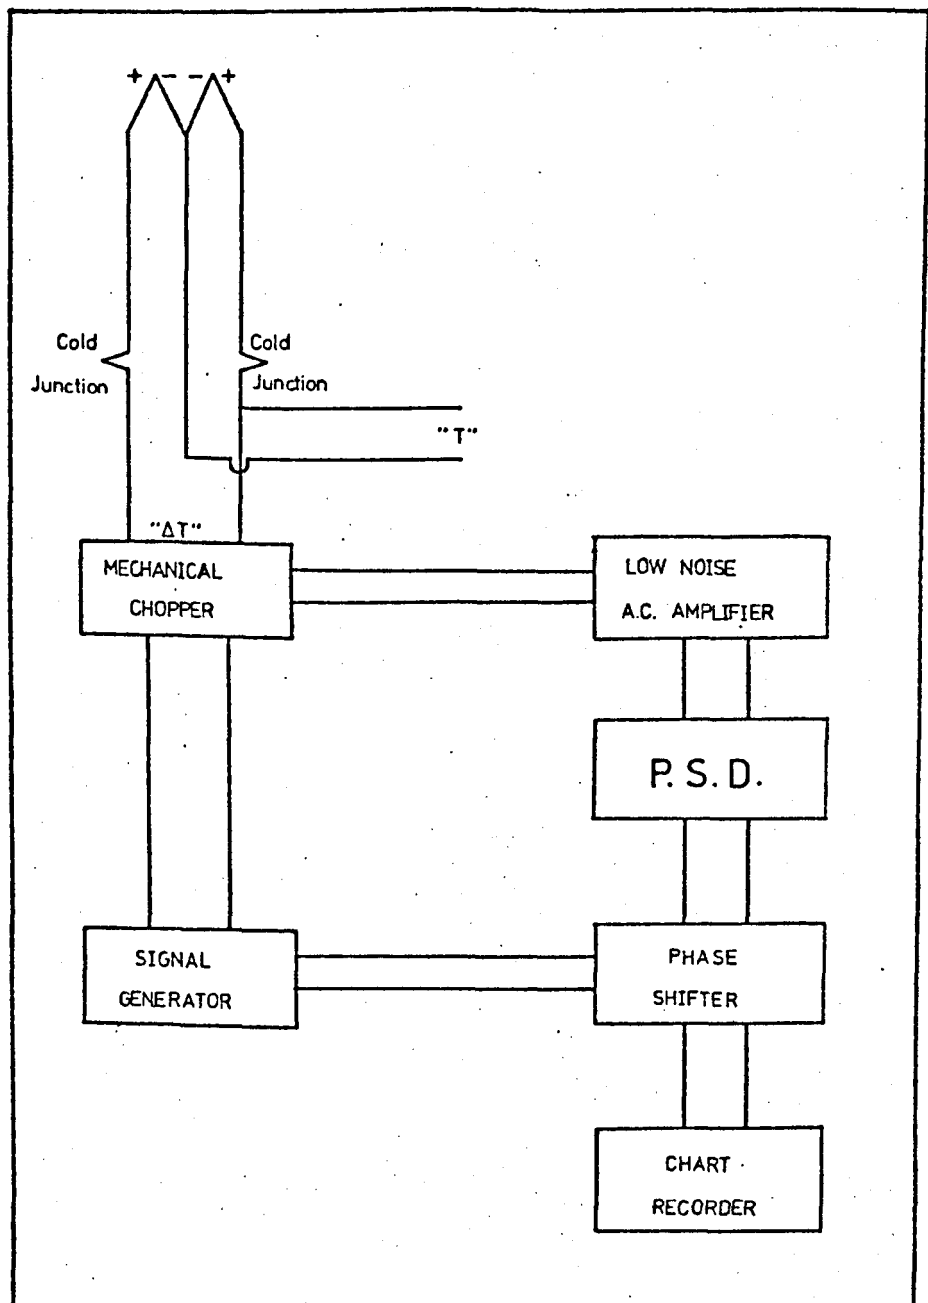 + - - +
Cold
Junction
Cold
Junction
"T"
"ΔT"
MECHANICAL
CHOPPER
LOW NOISE
A.C. AMPLIFIER
P.S.D.
SIGNAL
GENERATOR
PHASE
SHIFTER
CHART
RECORDER